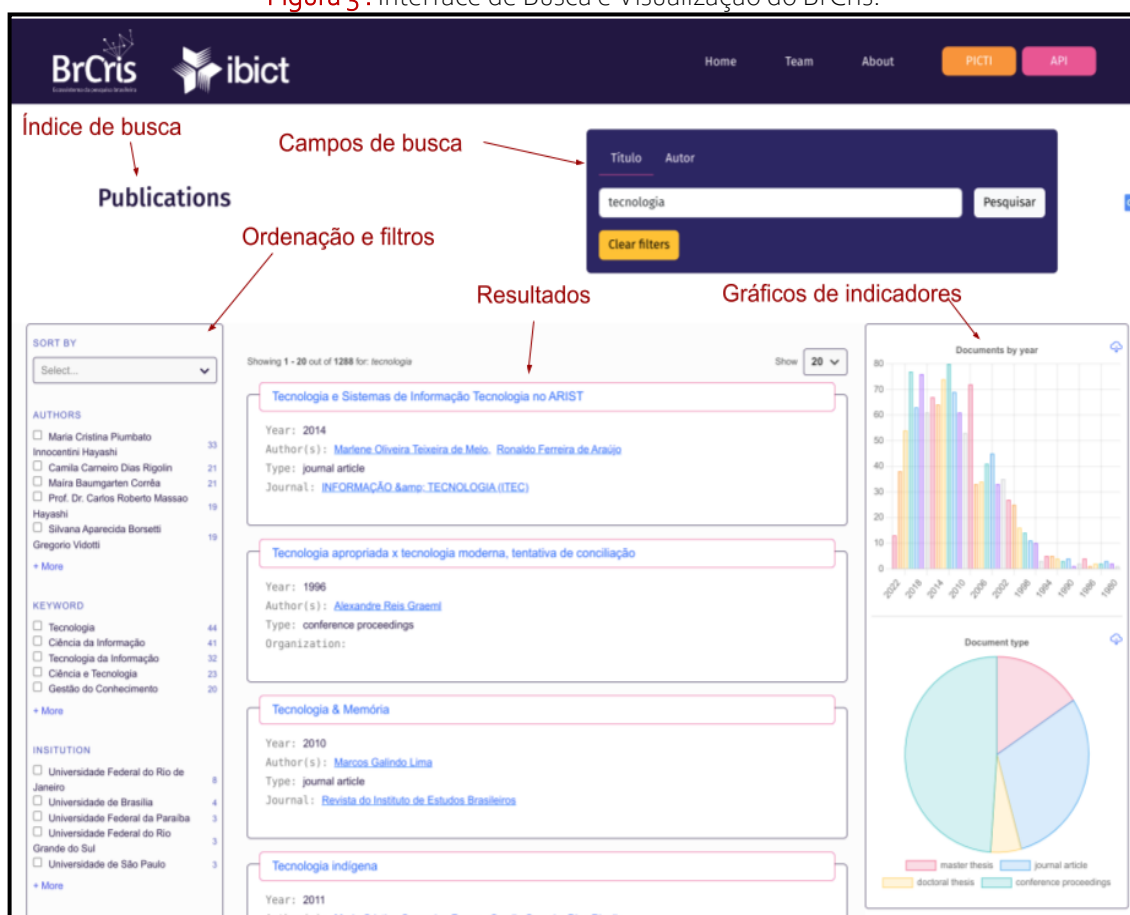 Figura 5 : Interface de Busca e Visualização do BrCris.
BrCris
Ecossistema da pesquisa brasileira
ibict
Home
Team
About
PICTI
API
Índice de busca
Campos de busca
Publications
Título
Autor
tecnologia
Pesquisar
Clear filters
Ordenação e filtros
Resultados
Gráficos de indicadores
SORT BY
Select...
AUTHORS
Maria Cristina Piumbato
Innocentini Hayashi
33
Camila Carneiro Dias Rigolin 21
Maíra Baumgarten Corrêa 21
Prof. Dr. Carlos Roberto Massao
Hayashi
19
Silvana Aparecida Borsetti
Gregorio Vidotti
19
+ More
KEYWORD
Tecnologia 44
Ciência da Informação 41
Tecnologia da Informação 32
Ciência e Tecnologia 23
Gestão do Conhecimento 20
+ More
INSITUTION
Universidade Federal do Rio de
Janeiro
8
Universidade de Brasília 4
Universidade Federal da Paraíba 3
Universidade Federal do Rio
Grande do Sul
3
Universidade de São Paulo 3
+ More
Showing 1 - 20 out of 1288 for: tecnologia
Show 20
Tecnologia e Sistemas de Informação Tecnologia no ARIST
Year: 2014
Author(s): Marlene Oliveira Teixeira de Melo, Ronaldo Ferreira de Araújo
Type: journal article
Journal: INFORMAÇÃO &amp; TECNOLOGIA (ITEC)
Tecnologia apropriada x tecnologia moderna, tentativa de conciliação
Year: 1996
Author(s): Alexandre Reis Graeml
Type: conference proceedings
Organization:
Tecnologia & Memória
Year: 2010
Author(s): Marcos Galindo Lima
Type: journal article
Journal: Revista do Instituto de Estudos Brasileiros
Tecnologia indígena
Year: 2011
Documents by year
80
70
60
50
40
30
20
10
0
2022 2018 2014 2010 2006 2002 1998 1994 1990 1986 1980
Document type
master thesis
journal article
doctoral thesis
conference proceedings